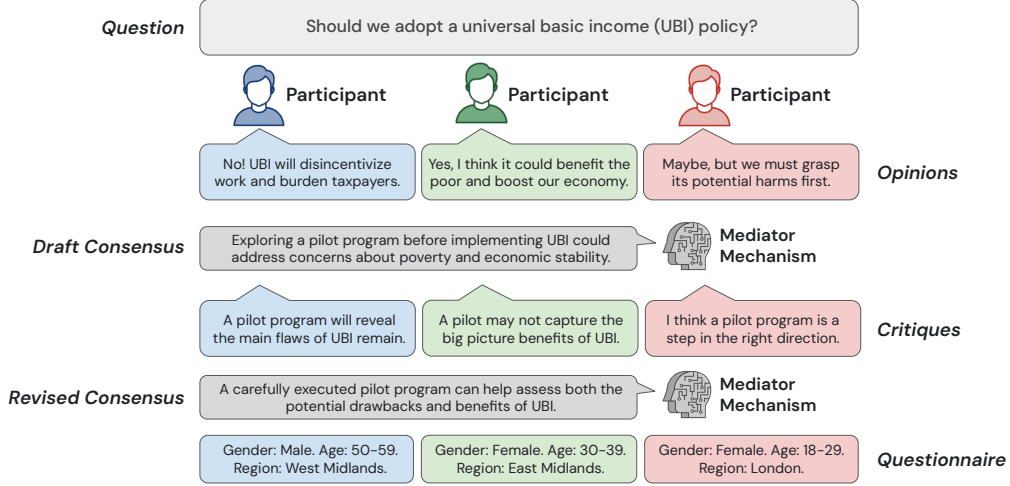 Question
Should we adopt a universal basic income (UBI) policy?
Participant
Participant
Participant
No! UBI will disincentivize
work and burden taxpayers.
Yes, I think it could benefit the
poor and boost our economy.
Maybe, but we must grasp
its potential harms first.
Opinions
Draft Consensus
Exploring a pilot program before implementing UBI could
address concerns about poverty and economic stability.
Mediator
Mechanism
A pilot program will reveal
the main flaws of UBI remain.
A pilot may not capture the
big picture benefits of UBI.
I think a pilot program is a
step in the right direction.
Critiques
Revised Consensus
A carefully executed pilot program can help assess both the
potential drawbacks and benefits of UBI.
Mediator
Mechanism
Gender: Male. Age: 50-59.
Region: West Midlands.
Gender: Female. Age: 30-39.
Region: East Midlands.
Gender: Female. Age: 18-29.
Region: London.
Questionnaire